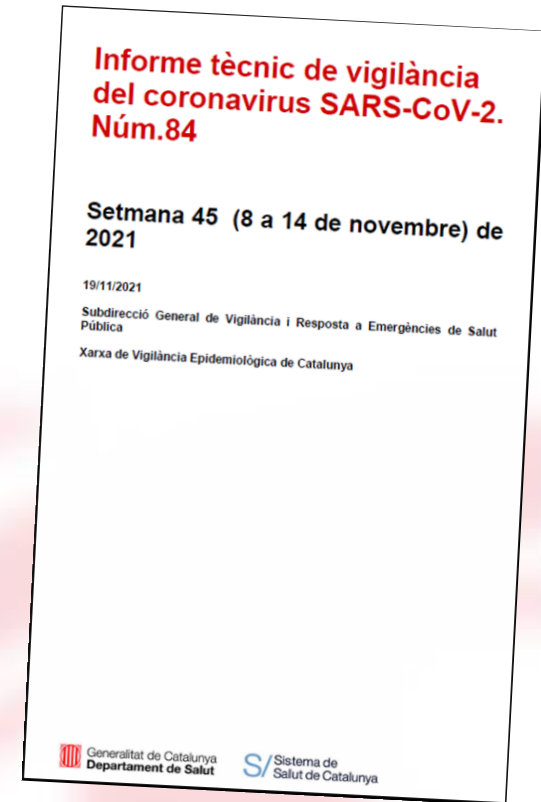 Informe tècnic de vigilància
del coronavirus SARS-CoV-2.
Núm.84
Setmana 45 (8 a 14 de novembre) de
2021
19/11/2021
Subdirecció General de Vigilància i Resposta a Emergències de Salut
Pública
Xarxa de Vigilància Epidemiològica de Catalunya
Generalitat de Catalunya
Departament de Salut
S/ Sistema de
Salut de Catalunya